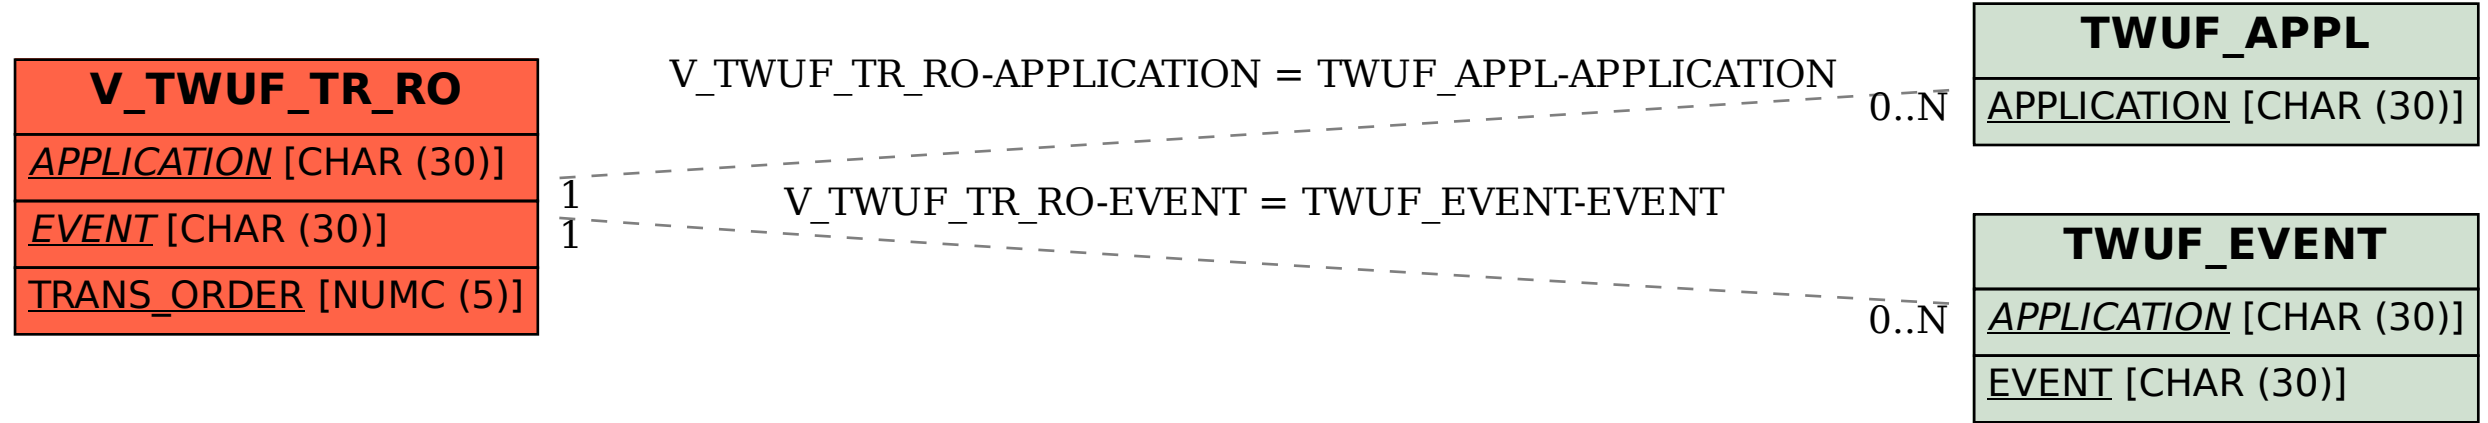 V_TWUF_TR_RO
APPLICATION [CHAR (30)]
EVENT [CHAR (30)]
TRANS_ORDER [NUMC (5)]
V_TWUF_TR_RO-APPLICATION = TWUF_APPL-APPLICATION
0..N
1
V_TWUF_TR_RO-EVENT = TWUF_EVENT-EVENT
1
0..N
TWUF_APPL
APPLICATION [CHAR (30)]
TWUF_EVENT
APPLICATION [CHAR (30)]
EVENT [CHAR (30)]